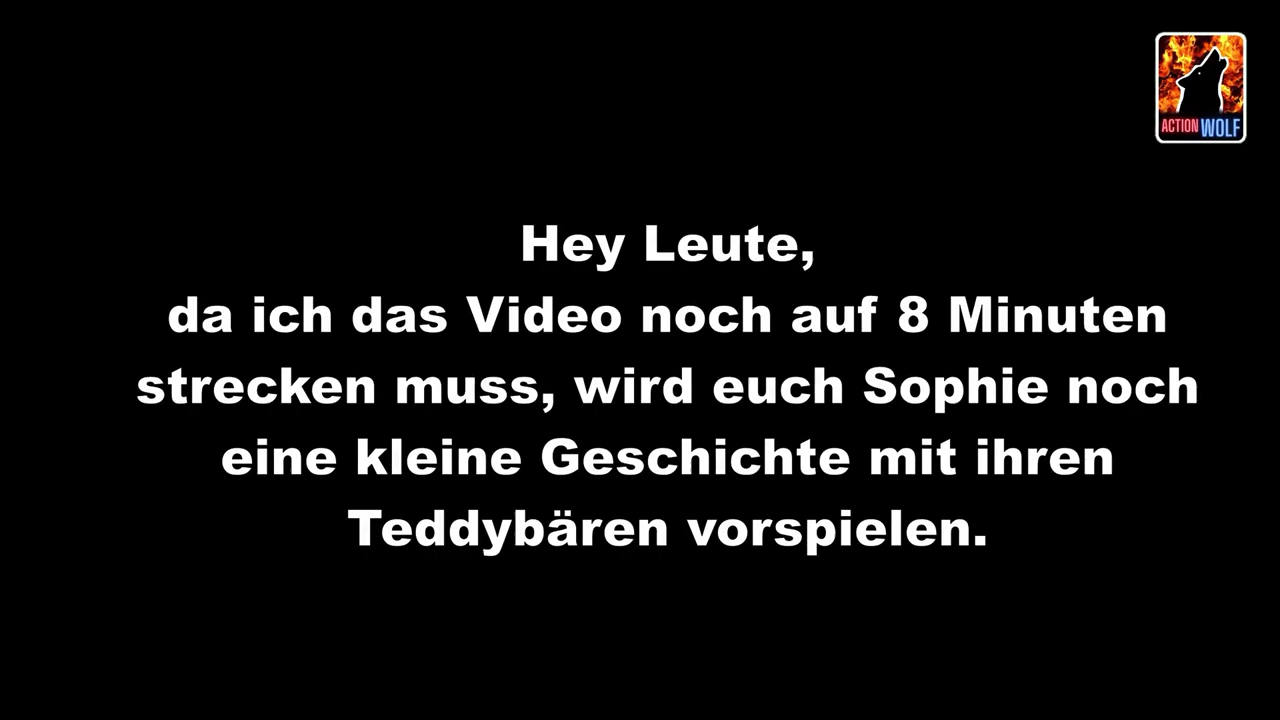 ACTION WOLF
Hey Leute,
da ich das Video noch auf 8 Minuten
strecken muss, wird euch Sophie noch
eine kleine Geschichte mit ihren
Teddybären vorspielen.